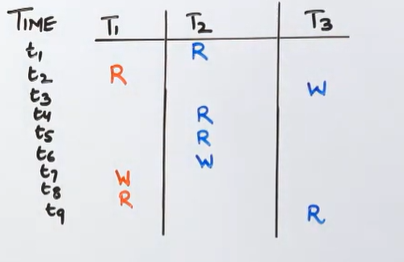 TIME T1 T2 T3
t1 R
t2 R
t3 W
t4 R
t5 R
t6 W
t7 W
t8 R
t9 R